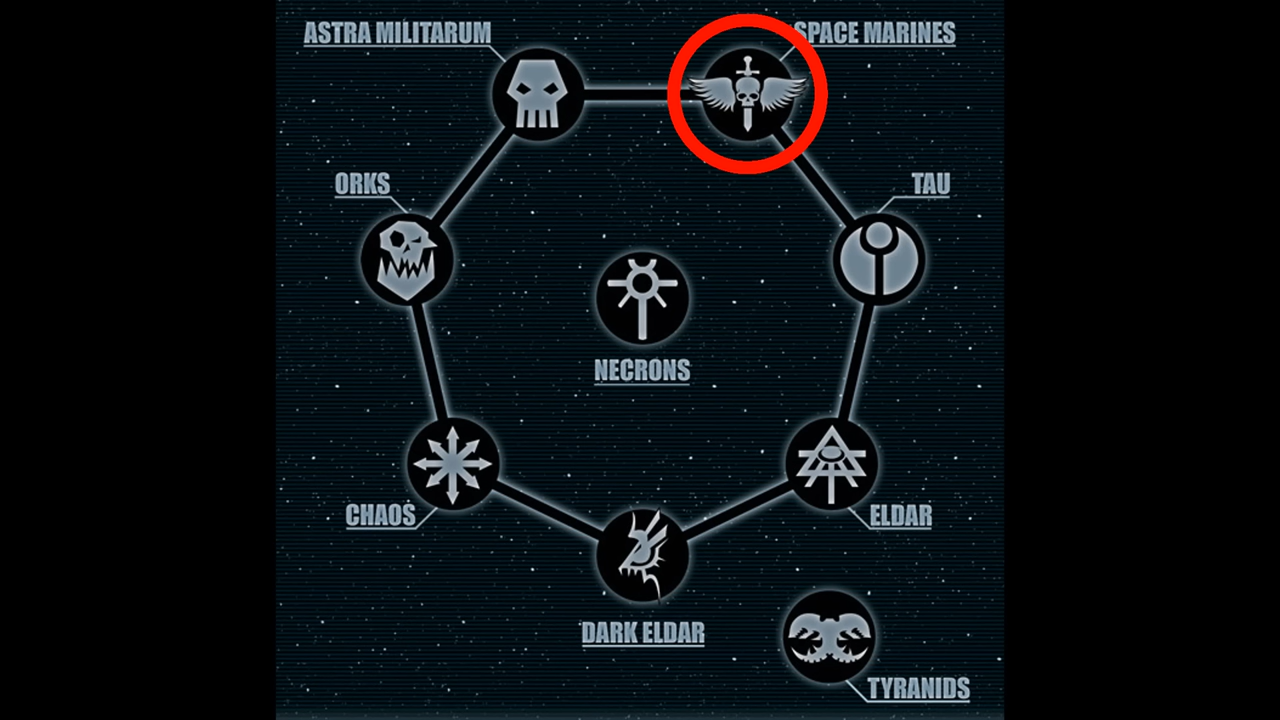 ASTRA MILITARUM
SPACE MARINES
ORKS
TAU
NECRONS
CHAOS
ELDAR
DARK ELDAR
TYRANIDS